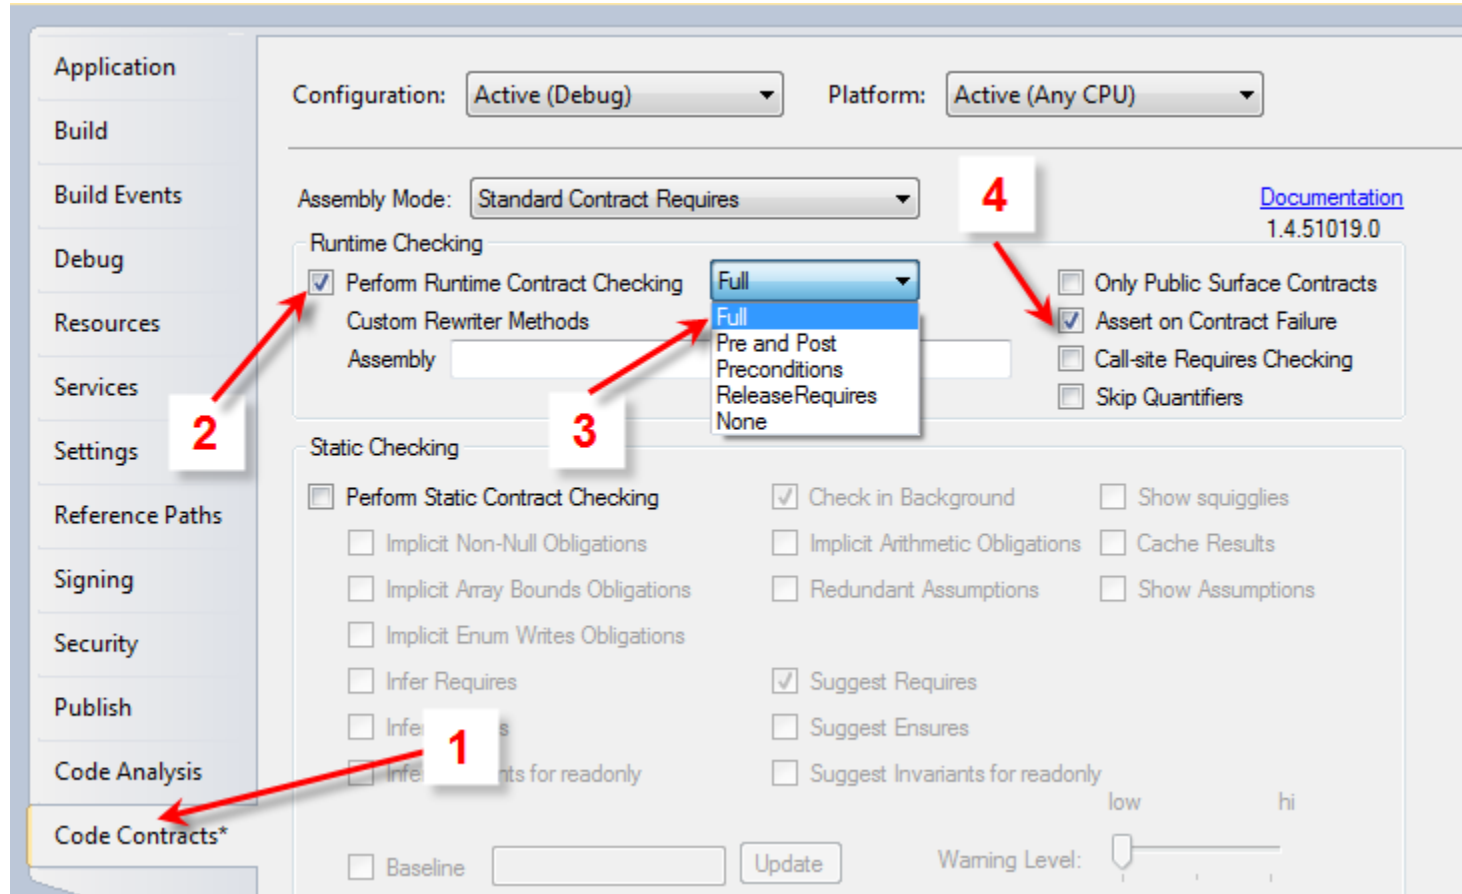 Application
Build
Build Events
Debug
Resources
Services
Settings
Reference Paths
Signing
Security
Publish
Code Analysis
Code Contracts*
Configuration: Active (Debug) Platform: Active (Any CPU)
Assembly Mode: Standard Contract Requires
4
Documentation
1.4.51019.0
Runtime Checking
Perform Runtime Contract Checking Full
Only Public Surface Contracts
Custom Rewriter Methods
Full
Assert on Contract Failure
Pre and Post
Assembly
Call-site Requires Checking
Preconditions
ReleaseRequires
Skip Quantifiers
None
2
3
Static Checking
Perform Static Contract Checking Check in Background Show squigglies
Implicit Non-Null Obligations Implicit Arithmetic Obligations Cache Results
Implicit Array Bounds Obligations Redundant Assumptions Show Assumptions
Implicit Enum Writes Obligations
Infer Requires Suggest Requires
Suggest Ensures
1
for readonly Suggest Invariants for readonly
low hi
Baseline Update Warning Level: